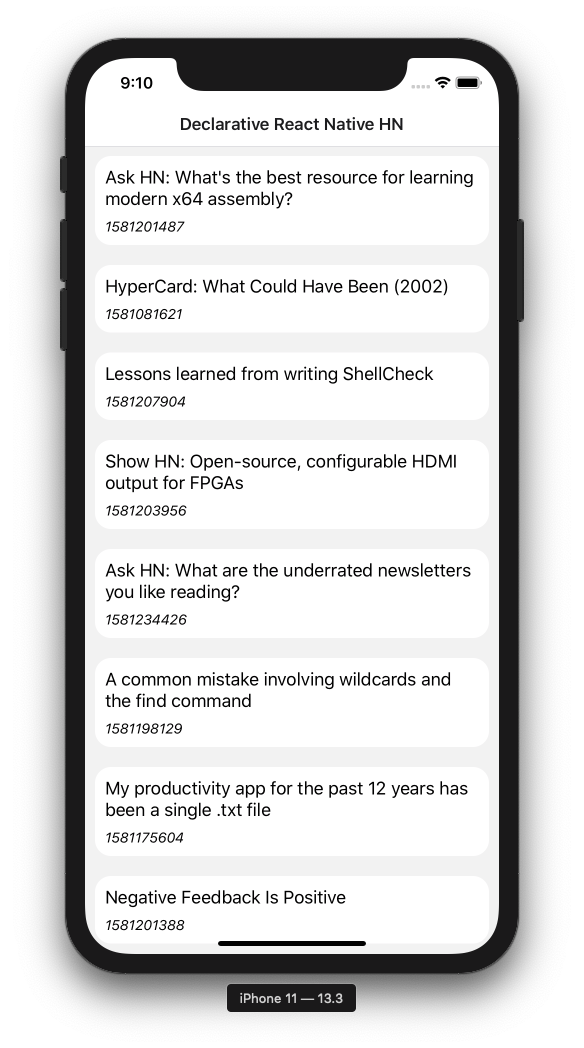 9:10
Declarative React Native HN
Ask HN: What's the best resource for learning
modern x64 assembly?
1581201487
HyperCard: What Could Have Been (2002)
1581081621
Lessons learned from writing ShellCheck
1581207904
Show HN: Open-source, configurable HDMI
output for FPGAs
1581203956
Ask HN: What are the underrated newsletters
you like reading?
1581234426
A common mistake involving wildcards and
the find command
1581198129
My productivity app for the past 12 years has
been a single .txt file
1581175604
Negative Feedback Is Positive
1581201388
iPhone 11 — 13.3